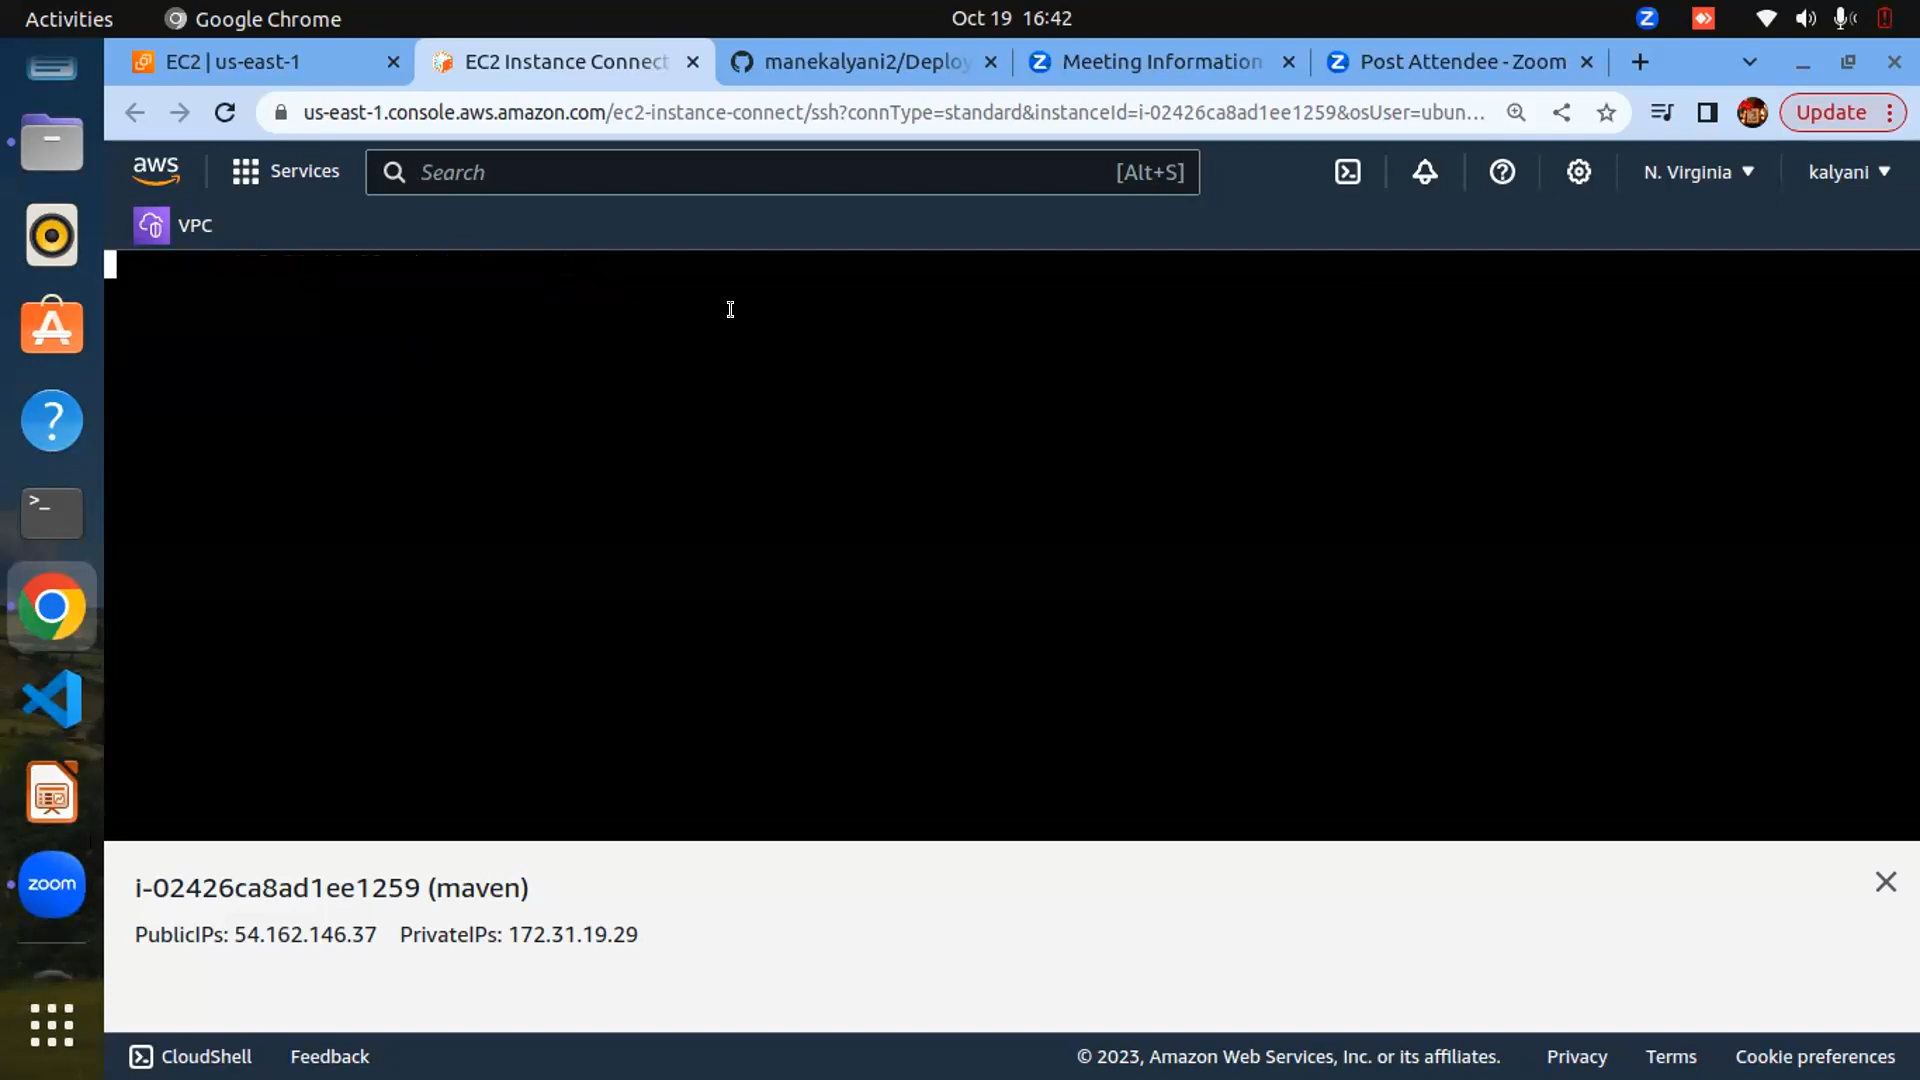 Activities
Google Chrome
Oct 19 16:42
EC2 | us-east-1
EC2 Instance Connect
manekalyani2/Deploy
Meeting Information
Post Attendee - Zoom
us-east-1.console.aws.amazon.com/ec2-instance-connect/ssh?connType=standard&instanceId=i-02426ca8ad1ee1259&osUser=ubun...
Update
aws
Services
Search
[Alt+S]
N. Virginia
kalyani
VPC
i-02426ca8ad1ee1259 (maven)
PublicIPs: 54.162.146.37 PrivateIPs: 172.31.19.29
zoom
CloudShell
Feedback
© 2023, Amazon Web Services, Inc. or its affiliates.
Privacy
Terms
Cookie preferences